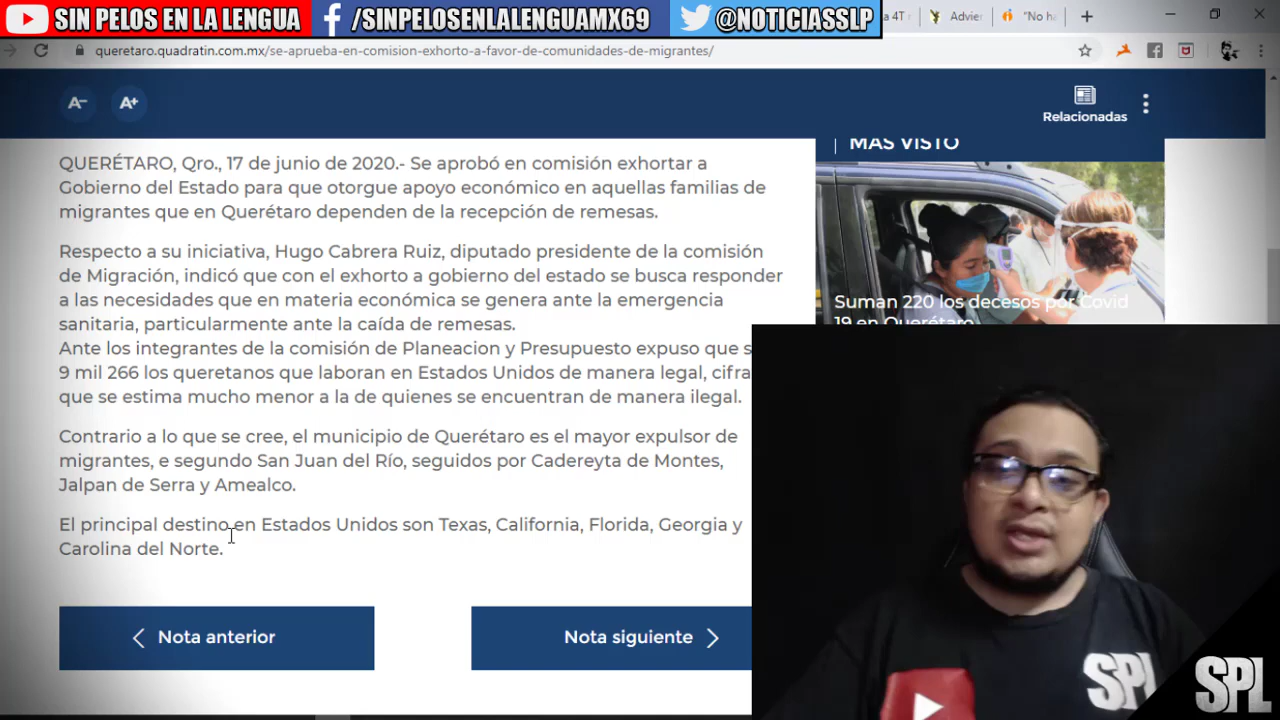 SIN PELOS EN LA LENGUA
/SINPELOSENLALENGUAMX69
@NOTICIASSLP
4T
Advier
"No ha
queretaro.quadratin.com.mx/se-aprueba-en-comision-exhorto-a-favor-de-comunidades-de-migrantes/
A-
A+
Relacionadas
MÁS VISTO
QUERÉTARO, Qro., 17 de junio de 2020.- Se aprobó en comisión exhortar a
Gobierno del Estado para que otorgue apoyo económico en aquellas familias de
migrantes que en Querétaro dependen de la recepción de remesas.
Respecto a su iniciativa, Hugo Cabrera Ruiz, diputado presidente de la comisión
de Migración, indicó que con el exhorto a gobierno del estado se busca responder
a las necesidades que en materia económica se genera ante la emergencia
sanitaria, particularmente ante la caída de remesas.
Ante los integrantes de la comisión de Planeacion y Presupuesto expuso que s
9 mil 266 los queretanos que laboran en Estados Unidos de manera legal, cifra
que se estima mucho menor a la de quienes se encuentran de manera ilegal.
Contrario a lo que se cree, el municipio de Querétaro es el mayor expulsor de
migrantes, e segundo San Juan del Río, seguidos por Cadereyta de Montes,
Jalpan de Serra y Amealco.
El principal destino en Estados Unidos son Texas, California, Florida, Georgia y
Carolina del Norte.
Suman 220 los decesos por Covid
19 en Querétaro
Nota anterior
Nota siguiente
SPL
SPL